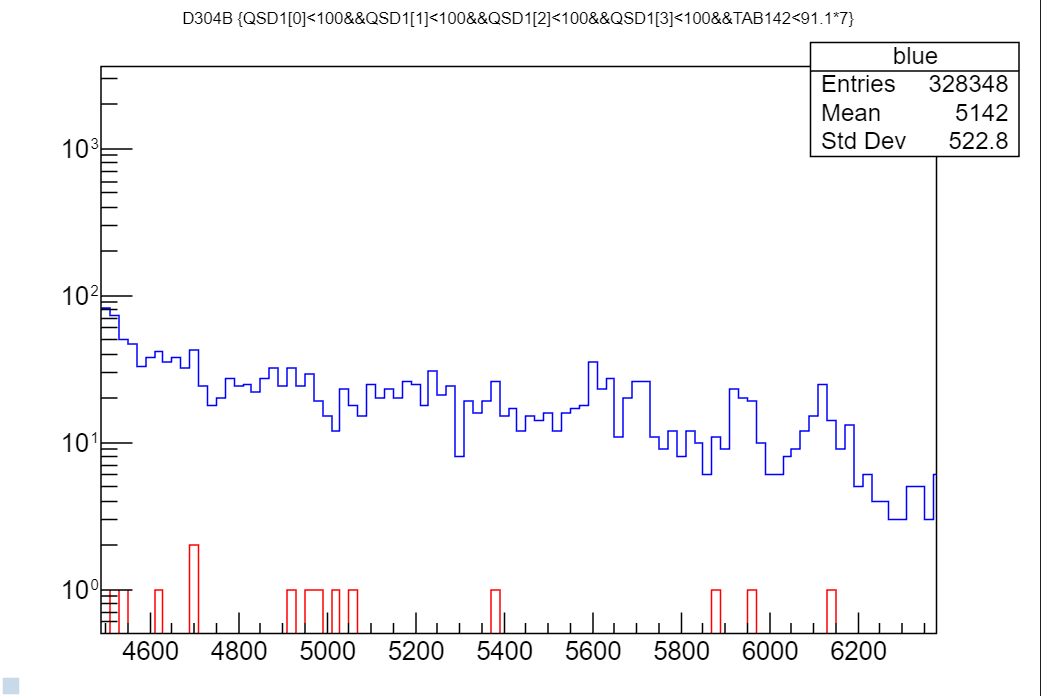 D304B {QSD1[0]<100&&QSD1[1]<100&&QSD1[2]<100&&QSD1[3]<100&&TAB142<91.1*7}
blue
Entries 328348
Mean 5142
Std Dev 522.8
10³
10²
10¹
10⁰
4600 4800 5000 5200 5400 5600 5800 6000 6200